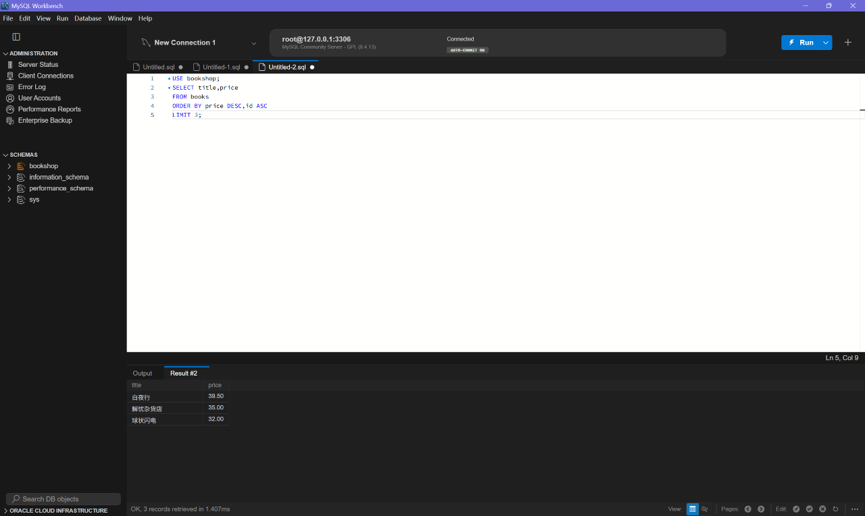 MySQL Workbench
File Edit View Run Database Window Help
New Connection 1
root@127.0.0.1:3306
MySQL Community Server - GPL (8.4.13)
Connected
AUTO-COMMIT ON
Run
ADMINISTRATION
Server Status
Client Connections
Error Log
User Accounts
Performance Reports
Enterprise Backup
SCHEMAS
bookshop
information_schema
performance_schema
sys
Search DB objects
ORACLE CLOUD INFRASTRUCTURE
Untitled.sql Untitled-1.sql Untitled-2.sql
1 USE bookshop;
2 SELECT title,price
3 FROM books
4 ORDER BY price DESC,id ASC
5 LIMIT 3;
Ln 5, Col 9
Output Result #2
title price
白夜行 39.50
解忧杂货店 35.00
球状闪电 32.00
OK, 3 records retrieved in 1.407ms
View: Pages: Edit: